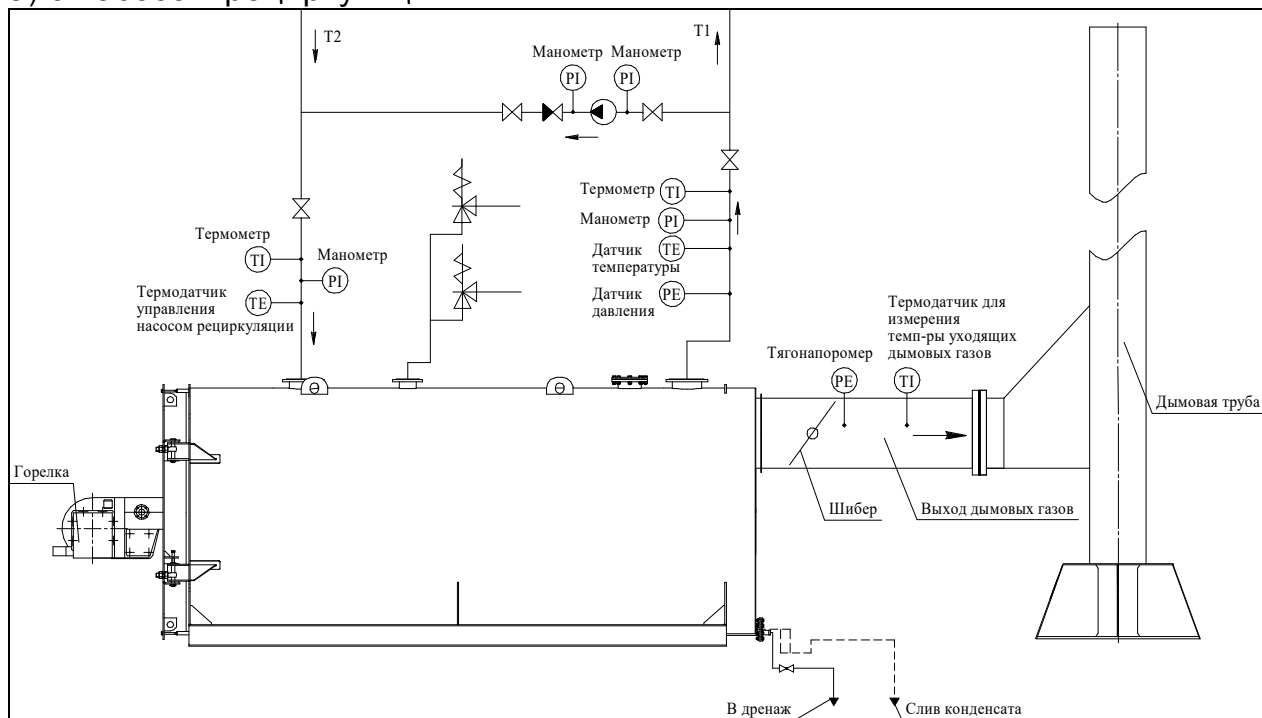 T2
T1
Манометр
Манометр
PI
PI
Термометр
TI
Манометр
PI
Датчик
температуры
TE
Датчик
давления
PE
Термометр
TI
Манометр
PI
Термодатчик
управления
насосом рециркуляции
TE
Термодатчик для
измерения
темп-ры уходящих
дымовых газов
Тягонапоромер
PE
TI
Дымовая труба
Горелка
Шибер
Выход дымовых газов
В дренаж
Слив конденсата